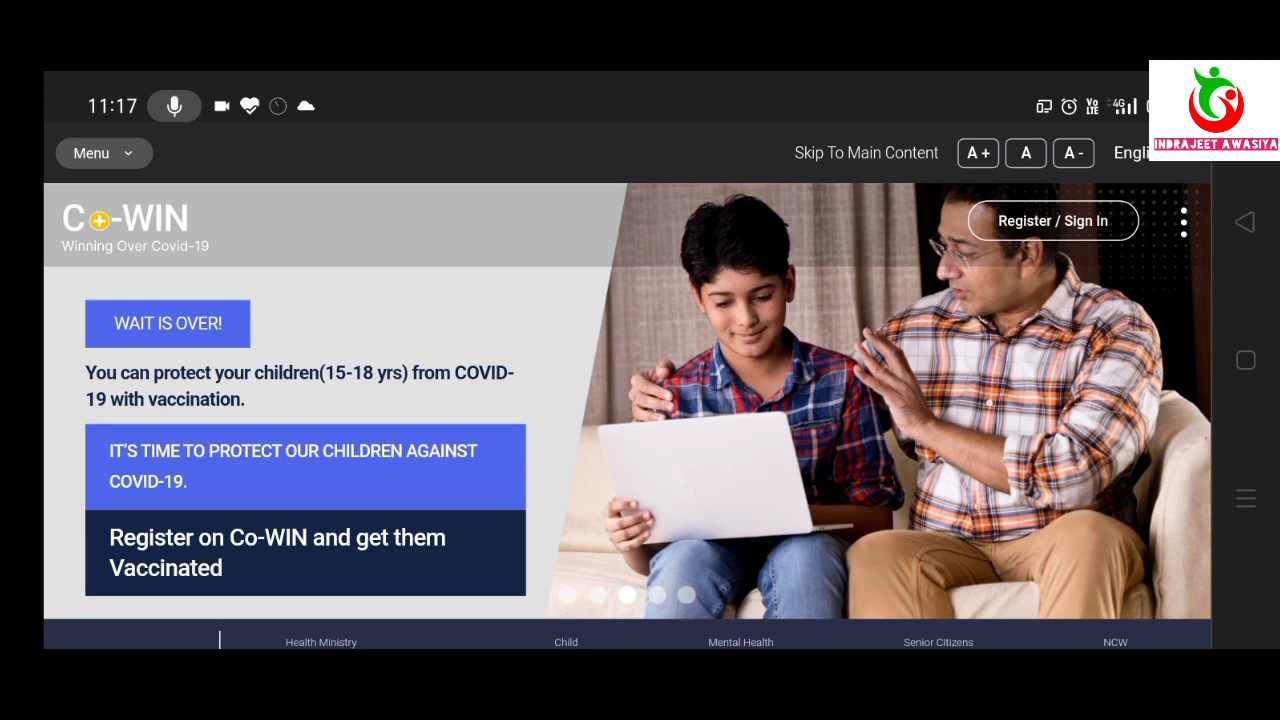 11:17
Vo
LTE
4G
INDRAJEET AWASIYA
Menu
Skip To Main Content
A +
A
A -
Co-WIN
Winning Over Covid-19
Register / Sign In
WAIT IS OVER!
You can protect your children(15-18 yrs) from COVID-
19 with vaccination.
IT'S TIME TO PROTECT OUR CHILDREN AGAINST
COVID-19.
Register on Co-WIN and get them
Vaccinated
Health Ministry
Child
Mental Health
Senior Citizens
NCW